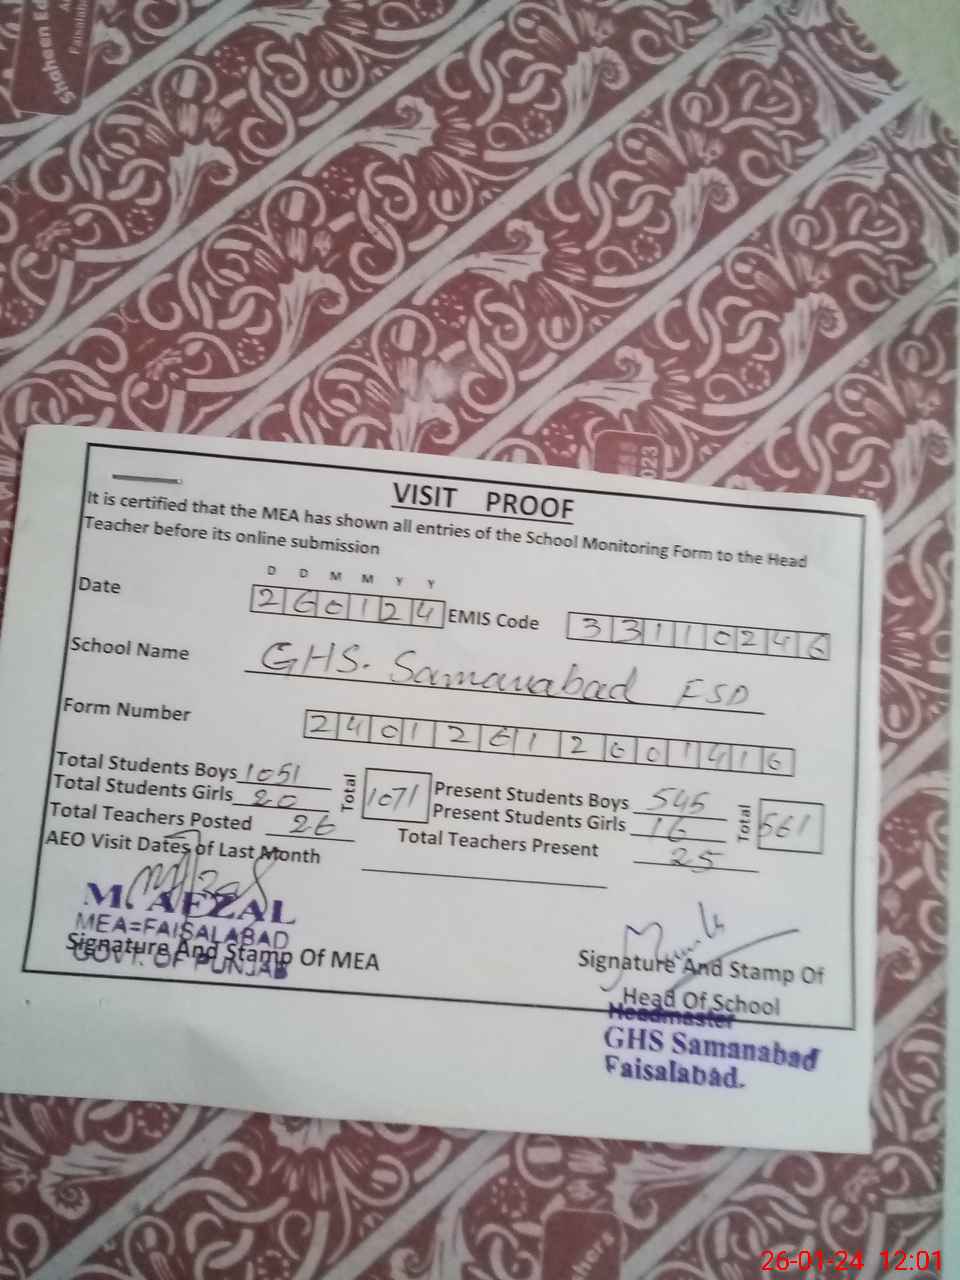 Shaheen Ed
Faisala
023
VISIT PROOF
It is certified that the MEA has shown all entries of the School Monitoring Form to the Head
Teacher before its online submission
D D M M Y Y
Date 260124 EMIS Code 33110246
School Name GHS. Samanabad FSD
Form Number 24012612001416
Total Students Boys 1051 Total 1071 Present Students Boys 545 Total 561
Total Students Girls 20 Present Students Girls 16
Total Teachers Posted 26 Total Teachers Present 25
AEO Visit Dates of Last Month
M. AFZAL
MEA=FAISALABAD
GOVT. OF PUNJAB
Signature And Stamp Of MEA
Signature And Stamp Of
Head Of School
Headmaster
GHS Samanabad
Faisalabad.
26-01-24 12:01